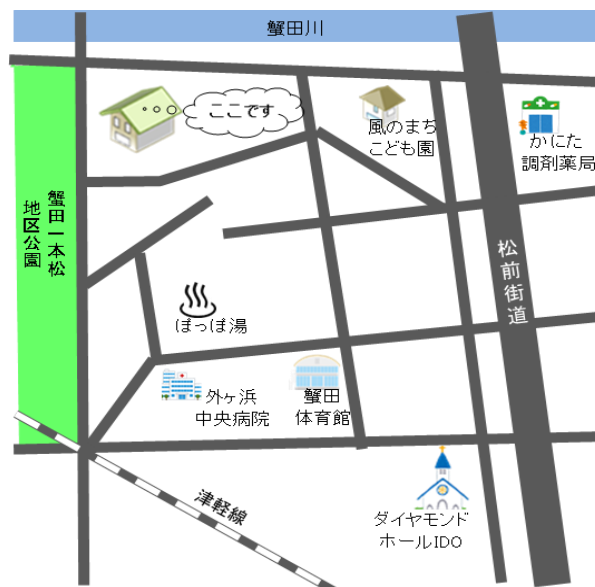 蟹田川
ここです
風のまち
こども園
かにた
調剤薬局
蟹田一本松
地区公園
松前街道
ぽっぽ湯
外ヶ浜
中央病院
蟹田
体育館
津軽線
ダイヤモンド
ホールIDO